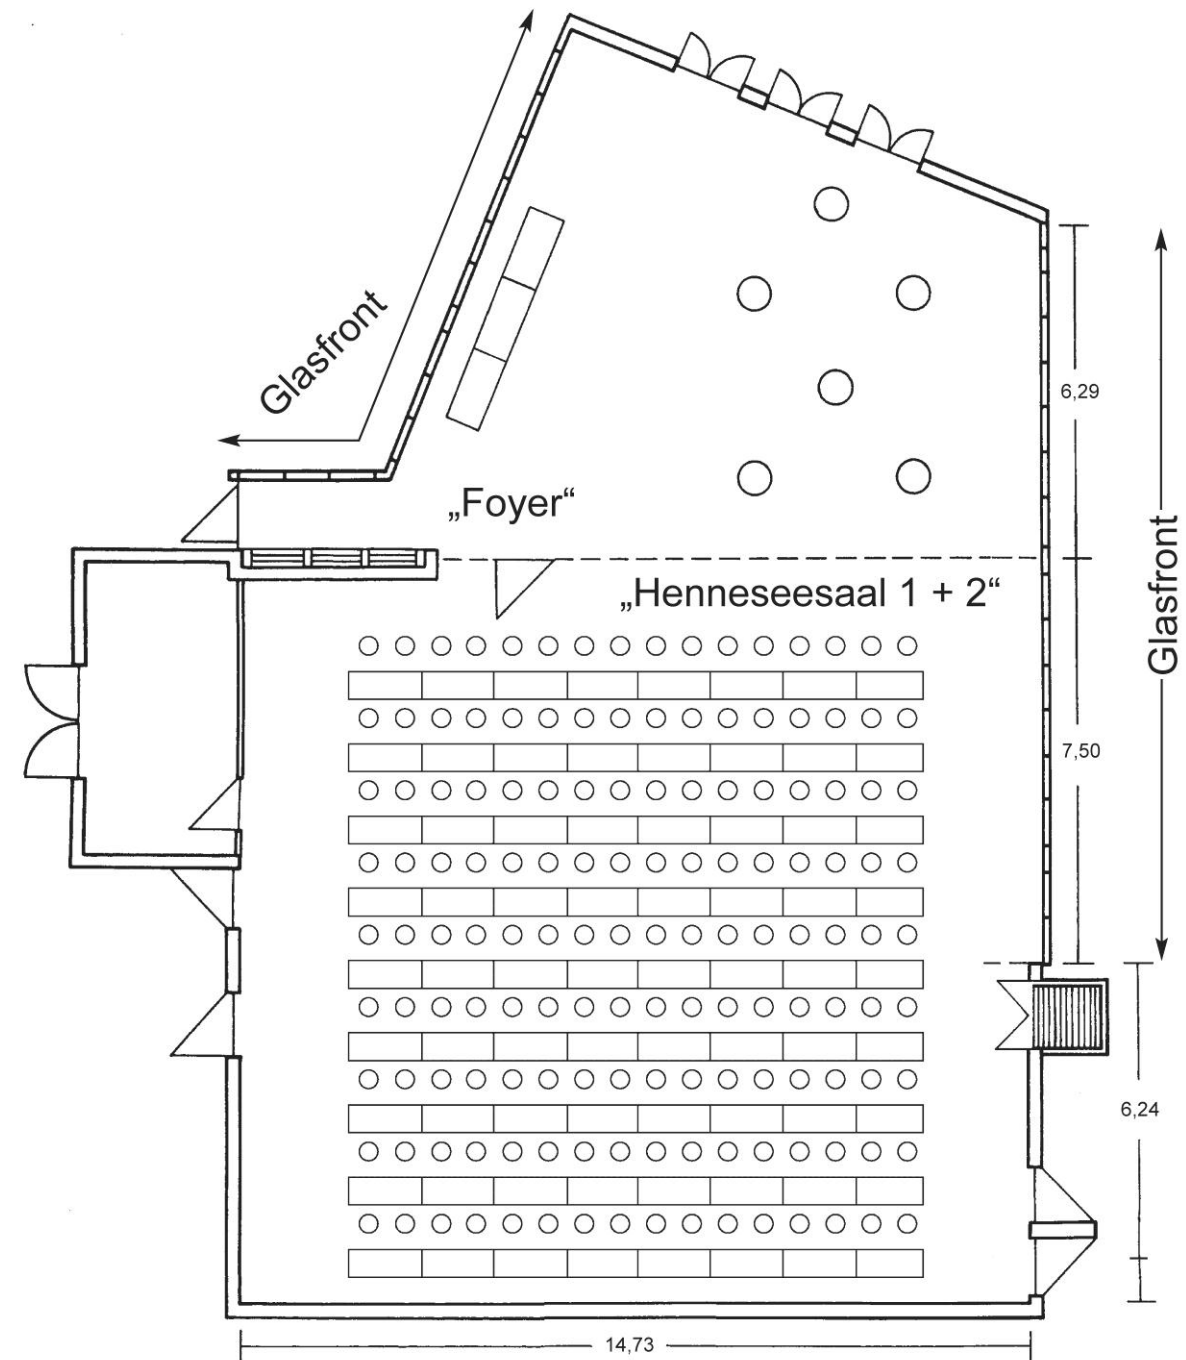 Glasfront
6,29
„Foyer“
Glasfront
„Henneseesaal 1 + 2“
7,50
6,24
14,73